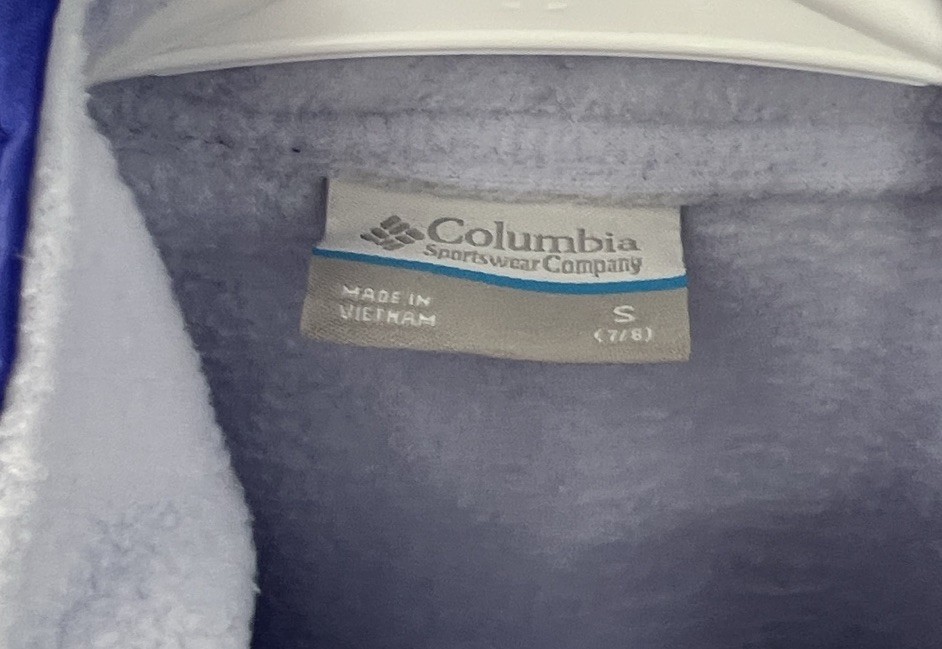 Columbia
Sportswear Company
MADE IN
VIETNAM
S
(7/8)